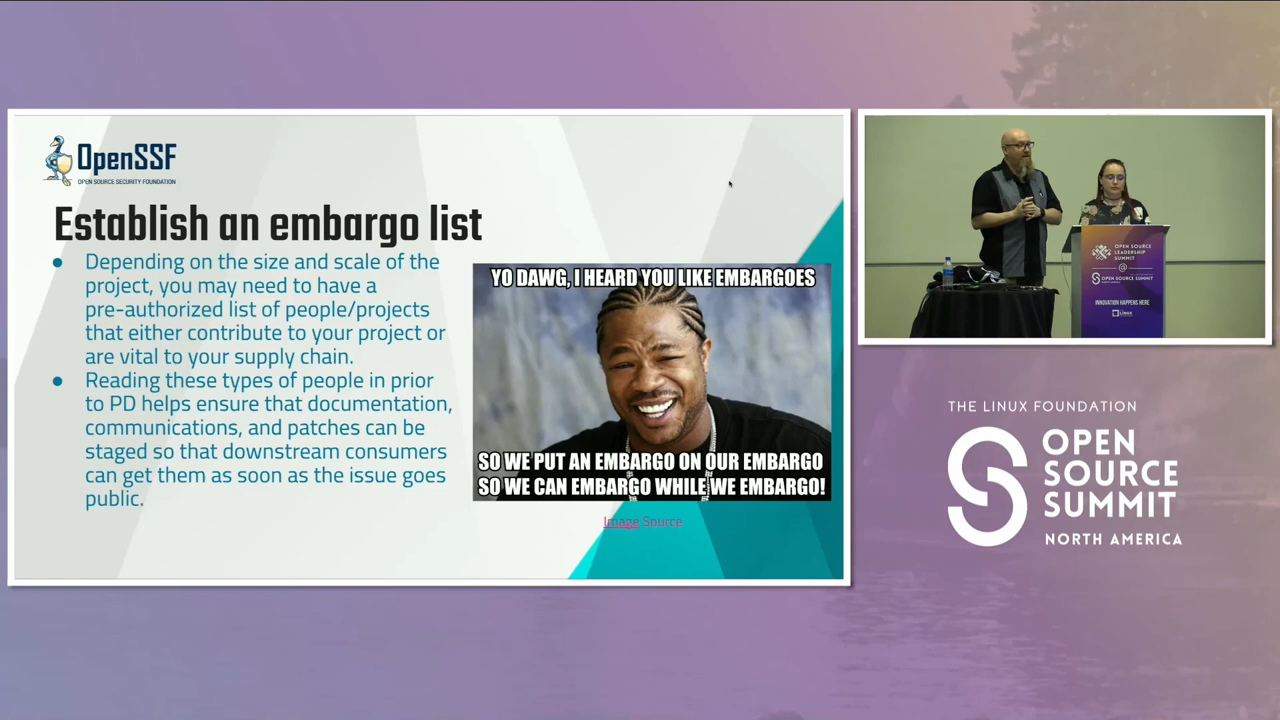 OpenSSF
OPEN SOURCE SECURITY FOUNDATION
Establish an embargo list
● Depending on the size and scale of the
project, you may need to have a
pre-authorized list of people/projects
that either contribute to your project or
are vital to your supply chain.
● Reading these types of people in prior
to PD helps ensure that documentation,
communications, and patches can be
staged so that downstream consumers
can get them as soon as the issue goes
public.
YO DAWG, I HEARD YOU LIKE EMBARGOES
SO WE PUT AN EMBARGO ON OUR EMBARGO
SO WE CAN EMBARGO WHILE WE EMBARGO!
Image Source
OPEN SOURCE
LEADERSHIP
SUMMIT
@
OPEN SOURCE SUMMIT
INNOVATION HAPPENS HERE
LINUX
THE LINUX FOUNDATION
OPEN
SOURCE
SUMMIT
NORTH AMERICA